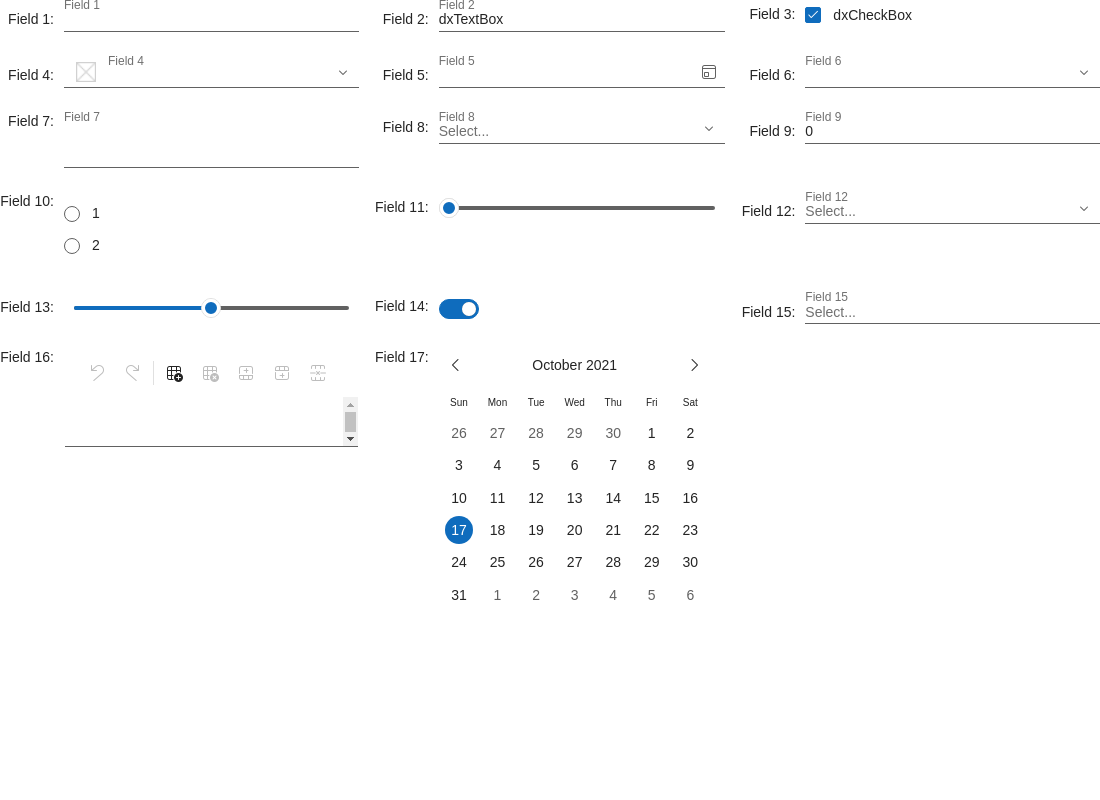 Field 1:
Field 1
Field 2:
Field 2
dxTextBox
Field 3:
dxCheckBox
Field 4:
Field 4
Field 5:
Field 5
Field 6:
Field 6
Field 7:
Field 7
Field 8:
Field 8
Select...
Field 9:
Field 9
0
Field 10:
1
2
Field 11:
Field 12:
Field 12
Select...
Field 13:
Field 14:
Field 15:
Field 15
Select...
Field 16:
Field 17:
October 2021
Sun Mon Tue Wed Thu Fri Sat
26 27 28 29 30 1 2
3 4 5 6 7 8 9
10 11 12 13 14 15 16
17 18 19 20 21 22 23
24 25 26 27 28 29 30
31 1 2 3 4 5 6